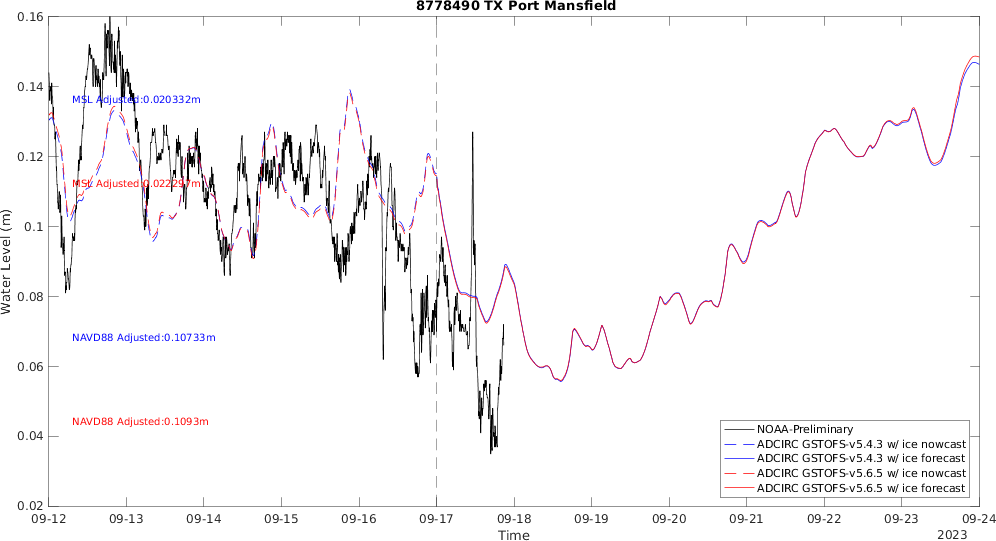 8778490 TX Port Mansfield
0.16
0.14
0.12
0.1
0.08
0.06
0.04
0.02
Water Level (m)
MSL Adjusted:0.020332m
MSL Adjusted:0.022297m
NAVD88 Adjusted:0.10733m
NAVD88 Adjusted:0.1093m
NOAA-Preliminary
ADCIRC GSTOFS-v5.4.3 w/ ice nowcast
ADCIRC GSTOFS-v5.4.3 w/ ice forecast
ADCIRC GSTOFS-v5.6.5 w/ ice nowcast
ADCIRC GSTOFS-v5.6.5 w/ ice forecast
09-12 09-13 09-14 09-15 09-16 09-17 09-18 09-19 09-20 09-21 09-22 09-23 09-24
Time
2023